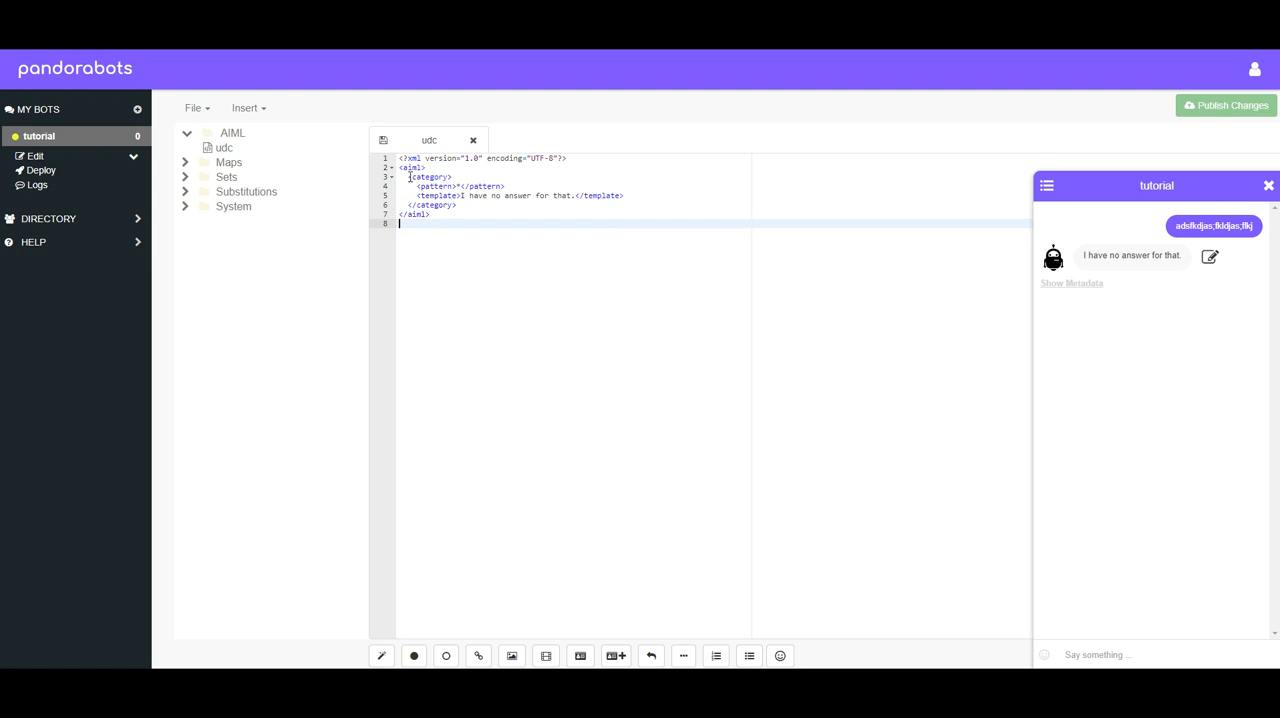 pandorabots
MY BOTS
tutorial 0
Edit
Deploy
Logs
DIRECTORY
HELP
File Insert
Publish Changes
AIML
udc
Maps
Sets
Substitutions
System
udc
1 <?xml version="1.0" encoding="UTF-8"?>
2 <aiml>
3 <category>
4 <pattern>*</pattern>
5 <template>I have no answer for that.</template>
6 </category>
7 </aiml>
8
tutorial
adsfkdjas;fkldjas;flkj
I have no answer for that.
Show Metadata
Say something ...